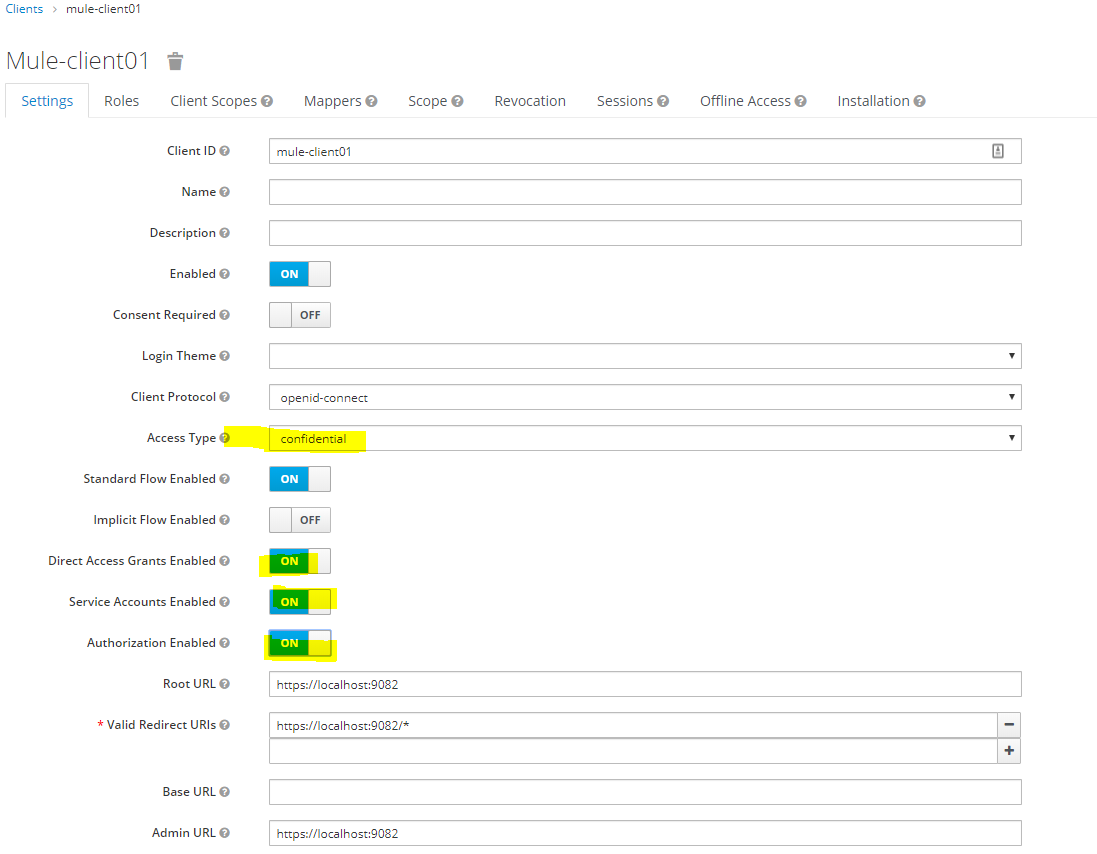 Clients > mule-client01
Mule-client01
Settings Roles Client Scopes ? Mappers ? Scope ? Revocation Sessions ? Offline Access ? Installation ?
Client ID ? mule-client01
Name ?
Description ?
Enabled ? ON
Consent Required ? OFF
Login Theme ?
Client Protocol ? openid-connect
Access Type ? confidential
Standard Flow Enabled ? ON
Implicit Flow Enabled ? OFF
Direct Access Grants Enabled ? ON
Service Accounts Enabled ? ON
Authorization Enabled ? ON
Root URL ? https://localhost:9082
* Valid Redirect URIs ? https://localhost:9082/*
Base URL ?
Admin URL ? https://localhost:9082